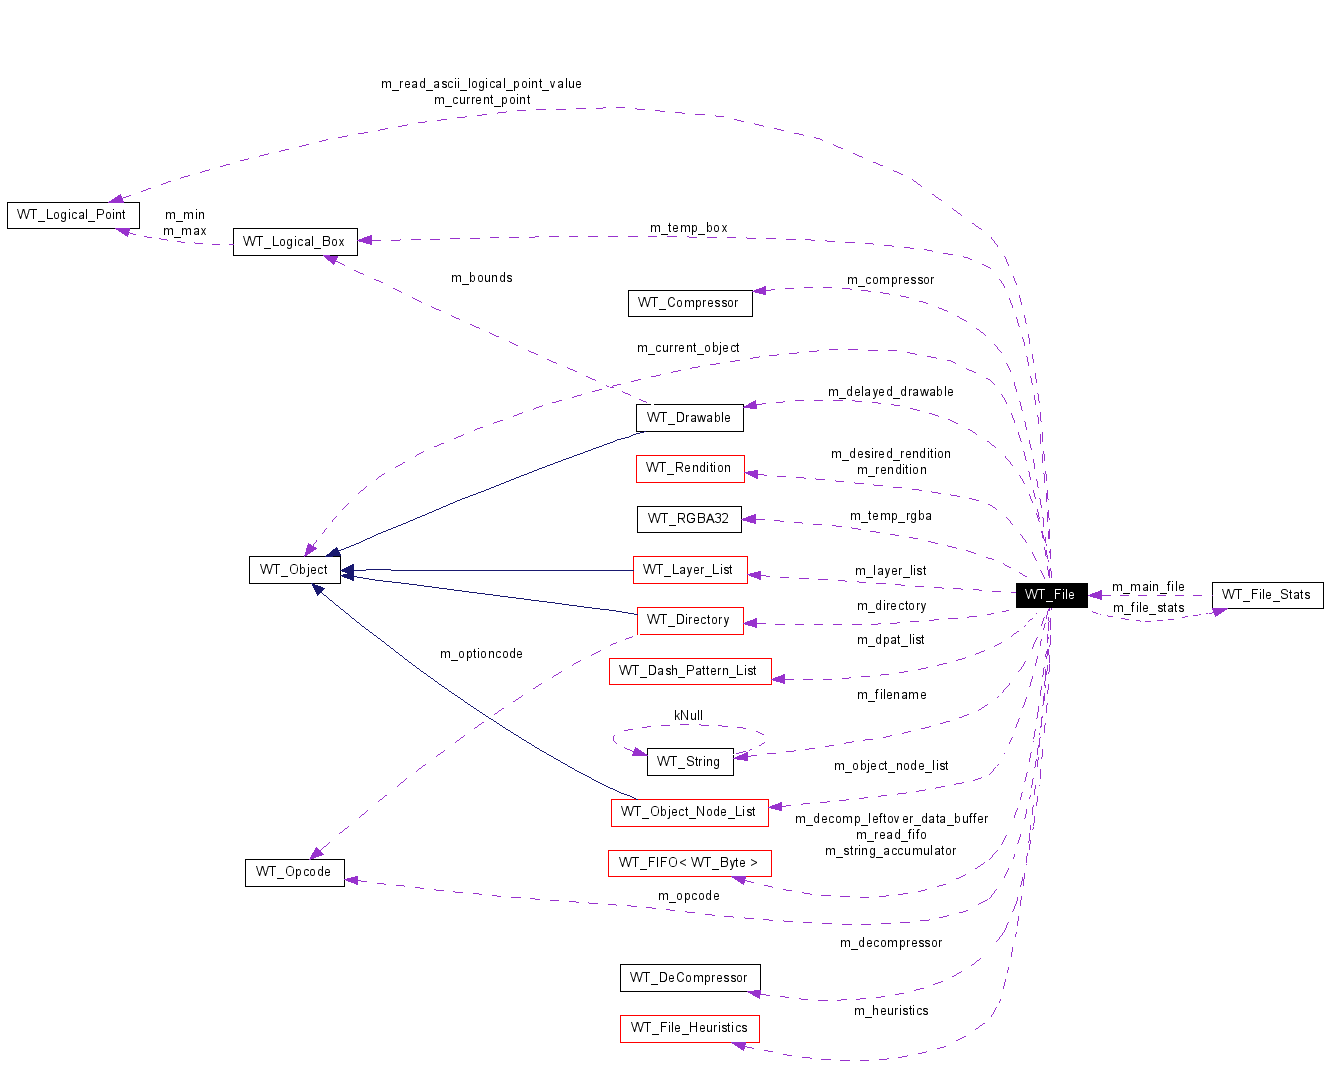 m_read_ascii_logical_point_value
m_current_point
WT_Logical_Point
m_min
m_max
WT_Logical_Box
m_temp_box
m_bounds
m_compressor
WT_Compressor
m_current_object
m_delayed_drawable
WT_Drawable
m_desired_rendition
m_rendition
WT_Rendition
m_temp_rgba
WT_RGBA32
WT_Object
WT_Layer_List
m_layer_list
m_main_file
WT_File
WT_File_Stats
m_file_stats
m_directory
WT_Directory
m_dpat_list
m_optioncode
WT_Dash_Pattern_List
m_filename
kNull
WT_String
m_object_node_list
WT_Object_Node_List
m_decomp_leftover_data_buffer
m_read_fifo
m_string_accumulator
WT_FIFO< WT_Byte >
WT_Opcode
m_opcode
m_decompressor
WT_DeCompressor
m_heuristics
WT_File_Heuristics